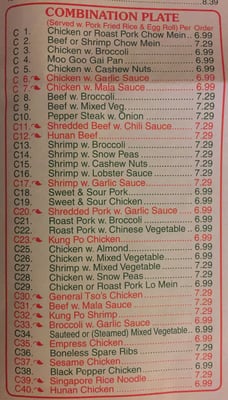 8.39
COMBINATION PLATE
(Served w. Pork Fried Rice & Egg Roll) Per Order
C 1. Chicken or Roast Pork Chow Mein.. 6.99
C 2. Beef or Shrimp Chow Mein........ 7.29
C 3. Chicken w. Broccoli........ 6.99
C 4. Moo Goo Gai Pan........ 6.99
C 5. Chicken w. Cashew Nuts........ 6.99
C 6. Chicken w. Garlic Sauce........ 6.99
C 7. Chicken w. Mala Sauce........ 6.99
C 8. Beef w. Broccoli........ 7.29
C 9. Beef w. Mixed Veg........ 7.29
C10. Pepper Steak w. Onion........ 7.29
C11. Shredded Beef w. Chili Sauce.... 7.29
C12. Hunan Beef........ 7.29
C13. Shrimp w. Broccoli........ 7.29
C14. Shrimp w. Snow Peas........ 7.29
C15. Shrimp w. Cashew Nuts........ 7.29
C16. Shrimp w. Lobster Sauce........ 7.29
C17. Shrimp w. Garlic Sauce........ 7.29
C18. Sweet & Sour Pork........ 6.99
C19. Sweet & Sour Chicken........ 6.99
C20. Shredded Pork w. Garlic Sauce.. 6.99
C21. Roast Pork w. Broccoli........ 6.99
C22. Roast Pork w. Chinese Vegetable.. 6.99
C23. Kung Po Chicken........ 6.99
C25. Chicken w. Almond........ 6.99
C26. Chicken w. Mixed Vegetable........ 6.99
C27. Shrimp w. Mixed Vegetable........ 7.29
C28. Chicken w. Snow Peas........ 6.99
C29. Chicken or Roast Pork Lo Mein.... 6.99
C30. General Tso's Chicken........ 7.29
C31. Beef w. Mala Sauce........ 7.29
C32. Kung Po Shrimp........ 7.29
C33. Broccoli w. Garlic Sauce........ 6.99
C34. Sauteed or (Steamed) Mixed Vegetable.. 6.99
C35. Empress Chicken........ 6.99
C36. Boneless Spare Ribs........ 7.29
C37. Sesame Chicken........ 7.29
C38. Black Pepper Chicken........ 6.99
C39. Singapore Rice Noodle........ 7.29
C40. Hunan Chicken........ 6.99